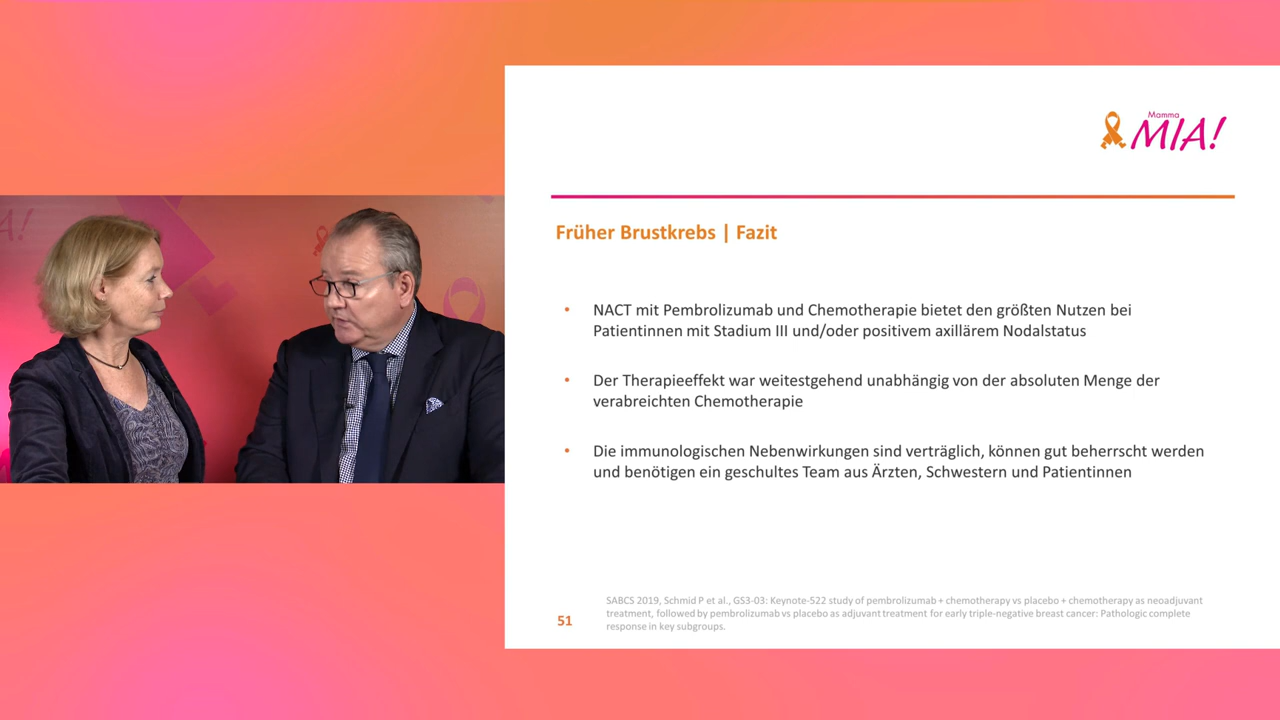 A!
Mamma
MIA!
Früher Brustkrebs | Fazit
• NACT mit Pembrolizumab und Chemotherapie bietet den größten Nutzen bei
Patientinnen mit Stadium III und/oder positivem axillärem Nodalstatus
• Der Therapieeffekt war weitestgehend unabhängig von der absoluten Menge der
verabreichten Chemotherapie
• Die immunologischen Nebenwirkungen sind verträglich, können gut beherrscht werden
und benötigen ein geschultes Team aus Ärzten, Schwestern und Patientinnen
SABCS 2019, Schmid P et al., GS3-03: Keynote-522 study of pembrolizumab + chemotherapy vs placebo + chemotherapy as neoadjuvant
treatment, followed by pembrolizumab vs placebo as adjuvant treatment for early triple-negative breast cancer: Pathologic complete
response in key subgroups.
51